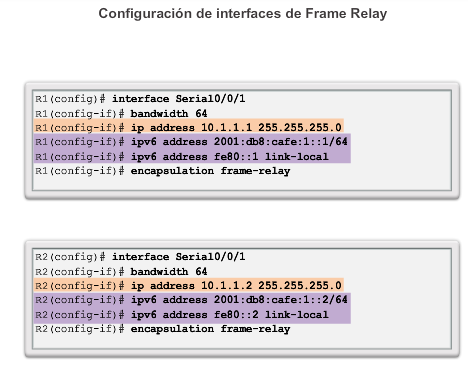 Configuración de interfaces de Frame Relay
R1(config)# interface Serial0/0/1
R1(config-if)# bandwidth 64
R1(config-if)# ip address 10.1.1.1 255.255.255.0
R1(config-if)# ipv6 address 2001:db8:cafe:1::1/64
R1(config-if)# ipv6 address fe80::1 link-local
R1(config-if)# encapsulation frame-relay
R2(config)# interface Serial0/0/1
R2(config-if)# bandwidth 64
R2(config-if)# ip address 10.1.1.2 255.255.255.0
R2(config-if)# ipv6 address 2001:db8:cafe:1::2/64
R2(config-if)# ipv6 address fe80::2 link-local
R2(config-if)# encapsulation frame-relay